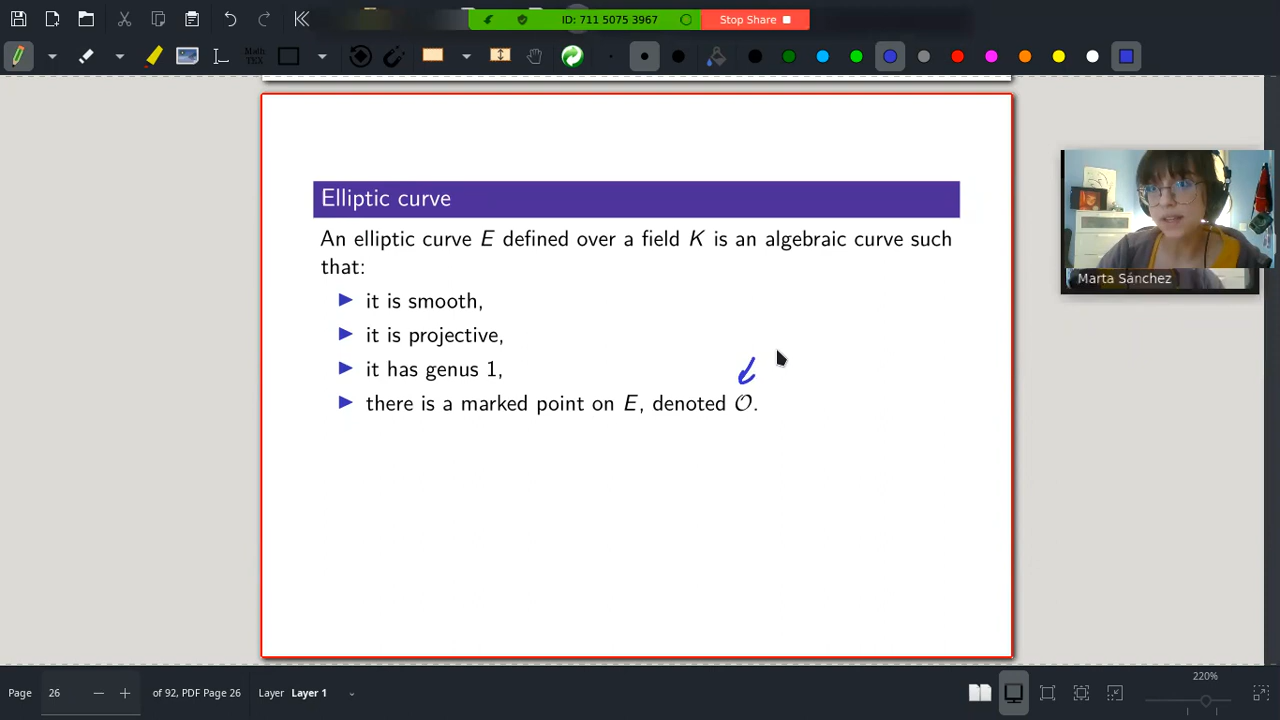 ID: 711 5075 3967
Stop Share
Math
TEX
Elliptic curve
An elliptic curve E defined over a field K is an algebraic curve such
that:
it is smooth,
it is projective,
it has genus 1,
there is a marked point on E, denoted 𝒪.
Marta Sánchez
Page 26 of 92, PDF Page 26 Layer Layer 1 220%